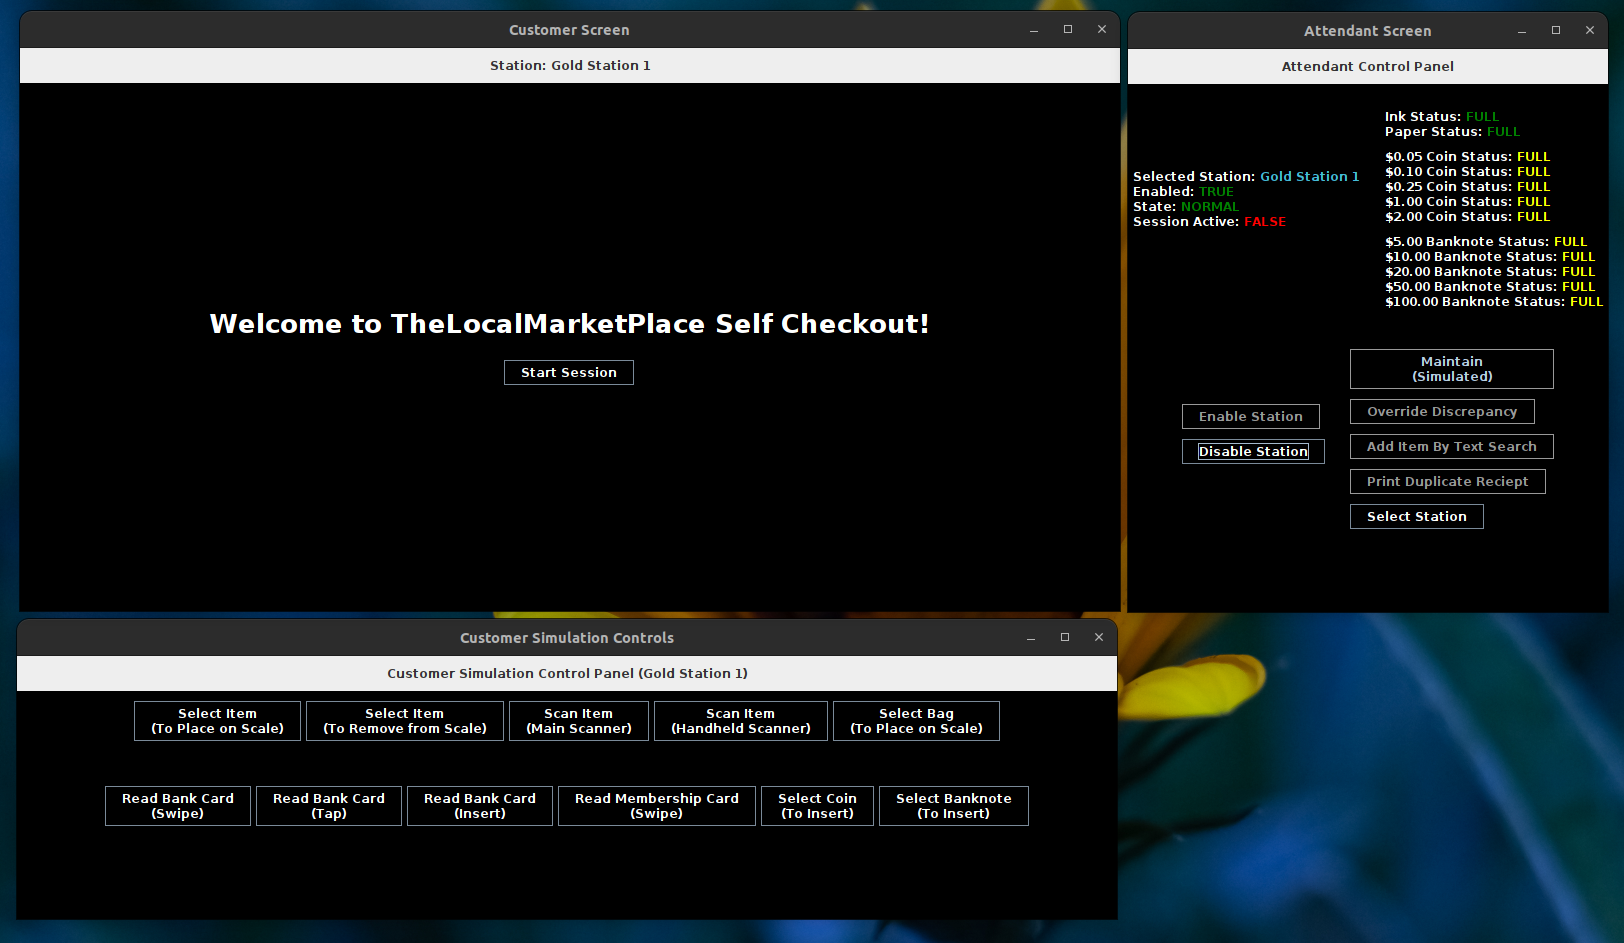 Customer Screen
Station: Gold Station 1
Welcome to TheLocalMarketPlace Self Checkout!
Start Session
Attendant Screen
Attendant Control Panel
Selected Station: Gold Station 1
Enabled: TRUE
State: NORMAL
Session Active: FALSE
Ink Status: FULL
Paper Status: FULL
$0.05 Coin Status: FULL
$0.10 Coin Status: FULL
$0.25 Coin Status: FULL
$1.00 Coin Status: FULL
$2.00 Coin Status: FULL
$5.00 Banknote Status: FULL
$10.00 Banknote Status: FULL
$20.00 Banknote Status: FULL
$50.00 Banknote Status: FULL
$100.00 Banknote Status: FULL
Enable Station
Disable Station
Maintain
(Simulated)
Override Discrepancy
Add Item By Text Search
Print Duplicate Reciept
Select Station
Customer Simulation Controls
Customer Simulation Control Panel (Gold Station 1)
Select Item
(To Place on Scale)
Select Item
(To Remove from Scale)
Scan Item
(Main Scanner)
Scan Item
(Handheld Scanner)
Select Bag
(To Place on Scale)
Read Bank Card
(Swipe)
Read Bank Card
(Tap)
Read Bank Card
(Insert)
Read Membership Card
(Swipe)
Select Coin
(To Insert)
Select Banknote
(To Insert)